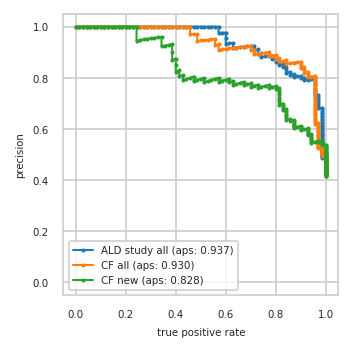 1.0
0.8
0.6
0.4
0.2
0.0
precision
ALD study all (aps: 0.937)
CF all (aps: 0.930)
CF new (aps: 0.828)
0.0 0.2 0.4 0.6 0.8 1.0
true positive rate